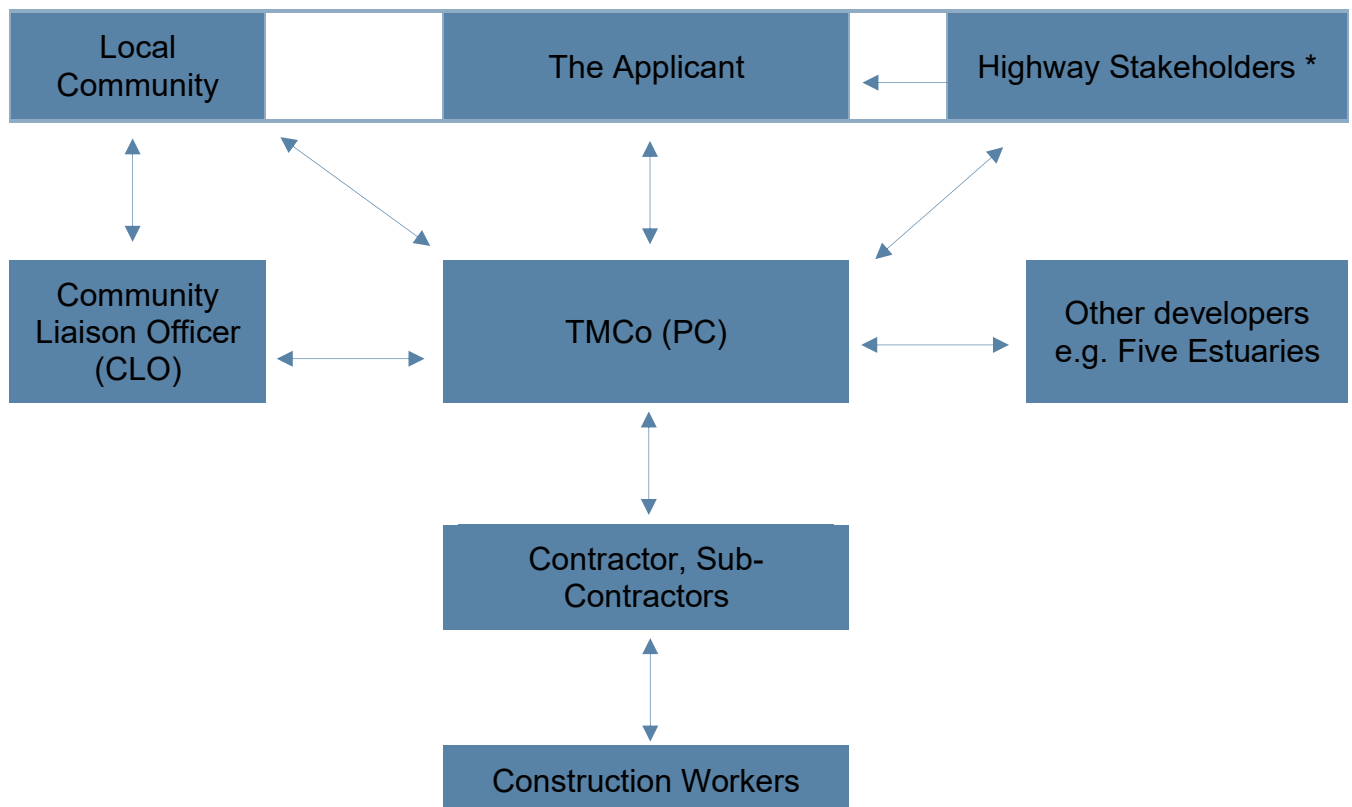 Local
Community
The Applicant
Highway Stakeholders *
Community
Liaison Officer
(CLO)
TMCo (PC)
Other developers
e.g. Five Estuaries
Contractor, Sub-
Contractors
Construction Workers